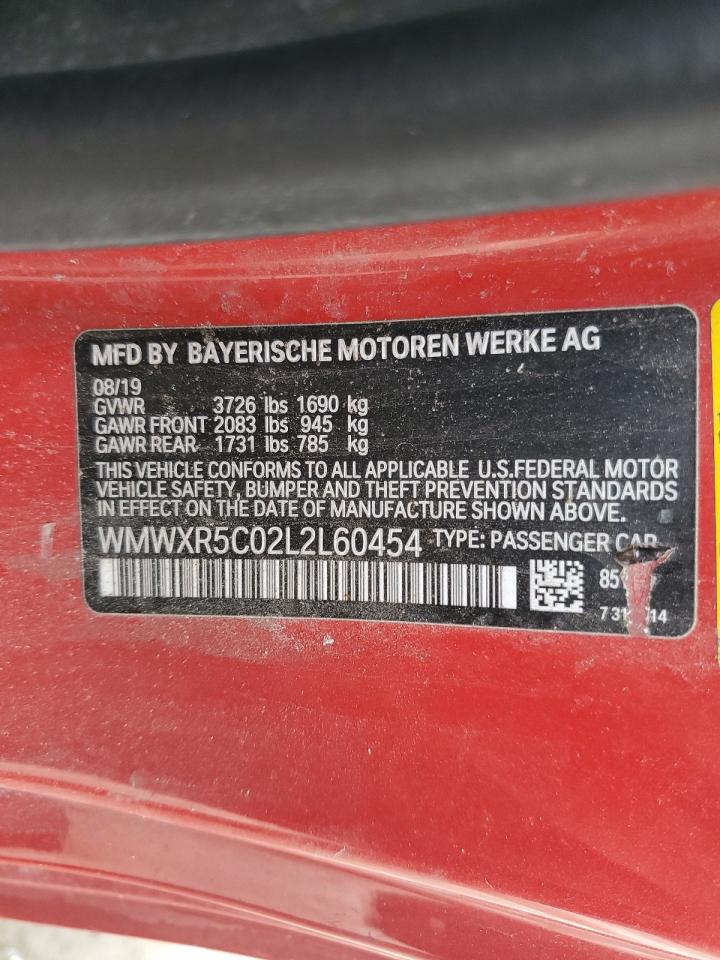 MFD BY BAYERISCHE MOTOREN WERKE AG
08/19
GVWR 3726 lbs 1690 kg
GAWR FRONT 2083 lbs 945 kg
GAWR REAR 1731 lbs 785 kg
THIS VEHICLE CONFORMS TO ALL APPLICABLE U.S.FEDERAL MOTOR
VEHICLE SAFETY, BUMPER AND THEFT PREVENTION STANDARDS
IN EFFECT ON THE DATE OF MANUFACTURE SHOWN ABOVE.
WMWXR5C02L2L60454 TYPE: PASSENGER CAR